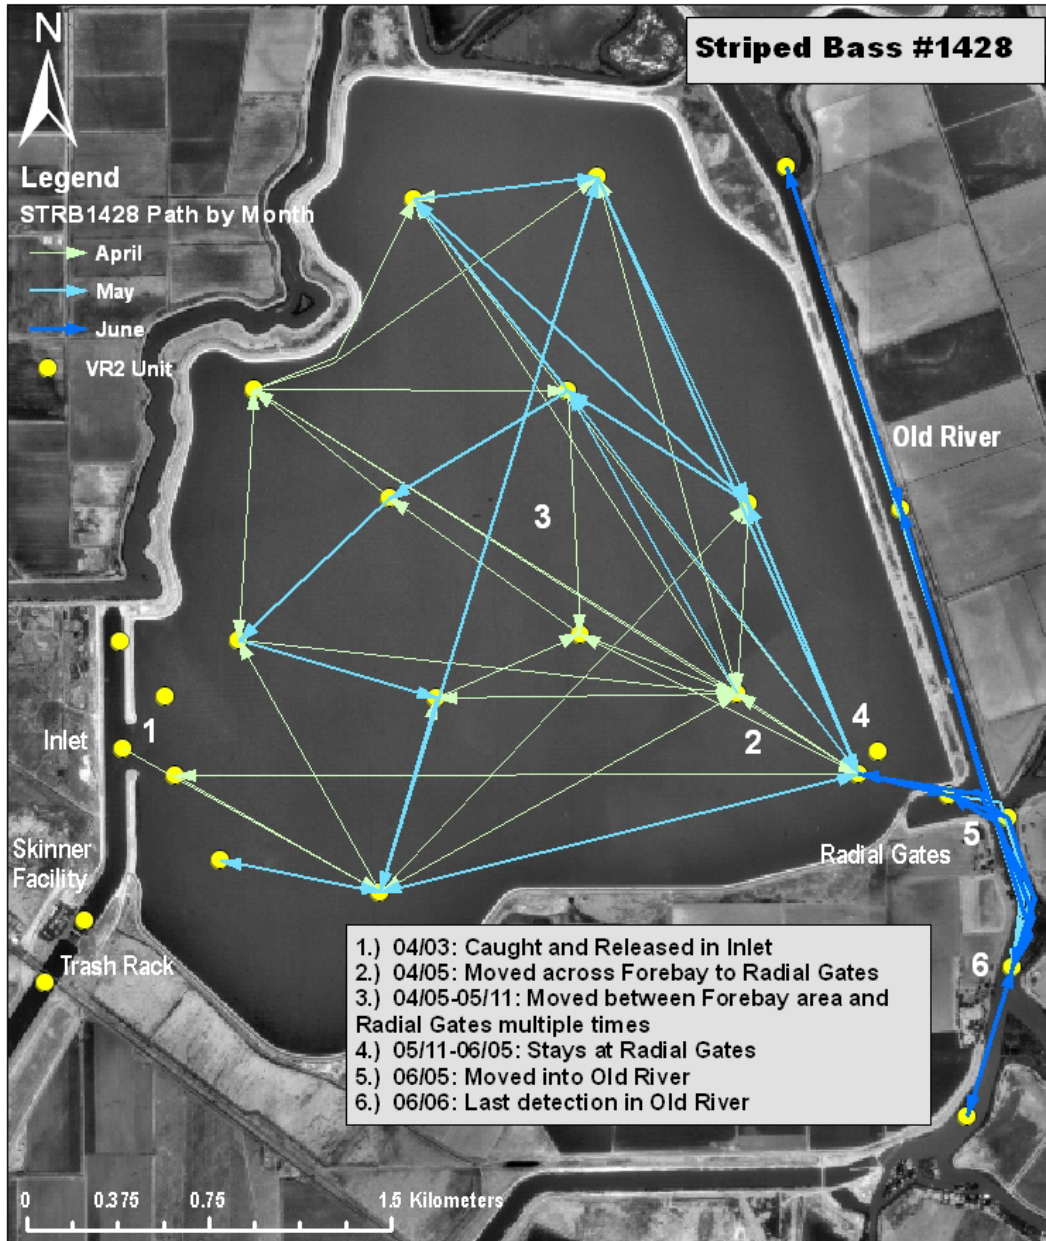 Striped Bass #1428
N
Legend
STRB1428 Path by Month
April
May
June
VR2 Unit
Old River
3
4
2
1
Inlet
5
Radial Gates
Skinner
Facility
6
Trash Rack
1.) 04/03: Caught and Released in Inlet
2.) 04/05: Moved across Forebay to Radial Gates
3.) 04/05-05/11: Moved between Forebay area and
Radial Gates multiple times
4.) 05/11-06/05: Stays at Radial Gates
5.) 06/05: Moved into Old River
6.) 06/06: Last detection in Old River
0 0.375 0.75 1.5 Kilometers